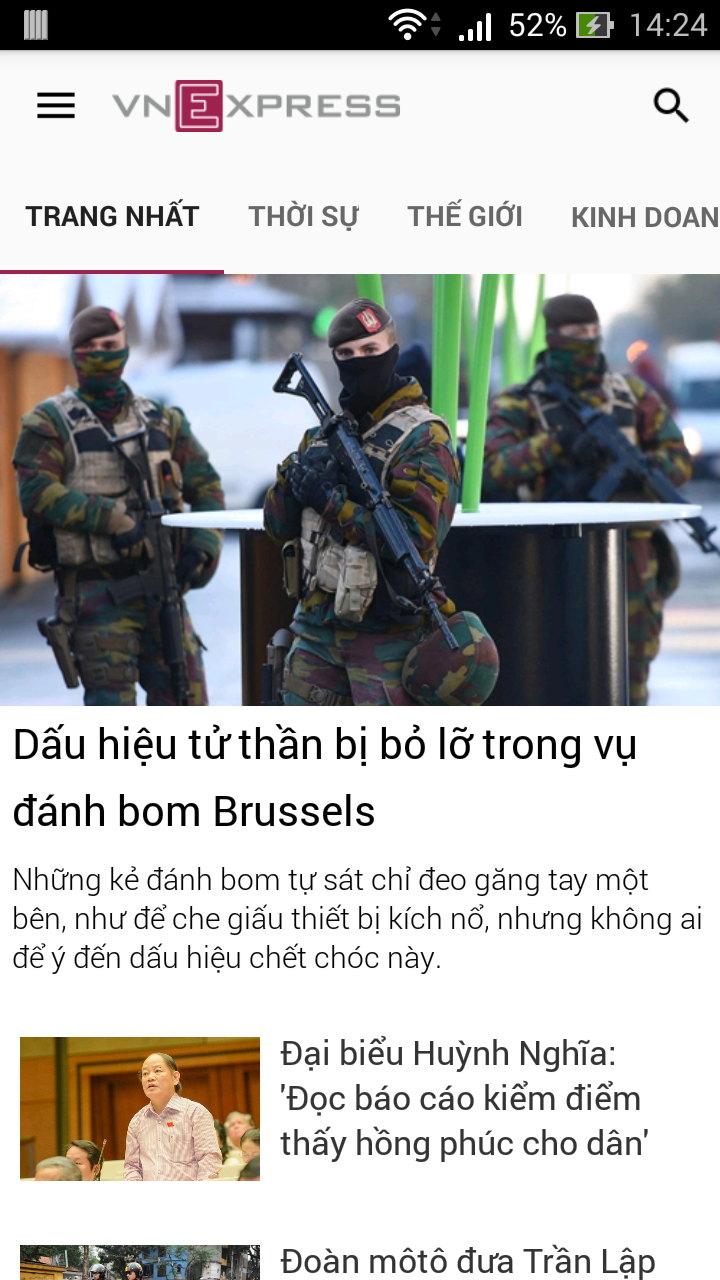 52% 14:24
VNEXPRESS
TRANG NHẤT THỜI SỰ THẾ GIỚI KINH DOAN
Dấu hiệu tử thần bị bỏ lỡ trong vụ
đánh bom Brussels
Những kẻ đánh bom tự sát chỉ đeo găng tay một
bên, như để che giấu thiết bị kích nổ, nhưng không ai
để ý đến dấu hiệu chết chóc này.
Đại biểu Huỳnh Nghĩa:
'Đọc báo cáo kiểm điểm
thấy hồng phúc cho dân'
Đoàn môtô đưa Trần Lập